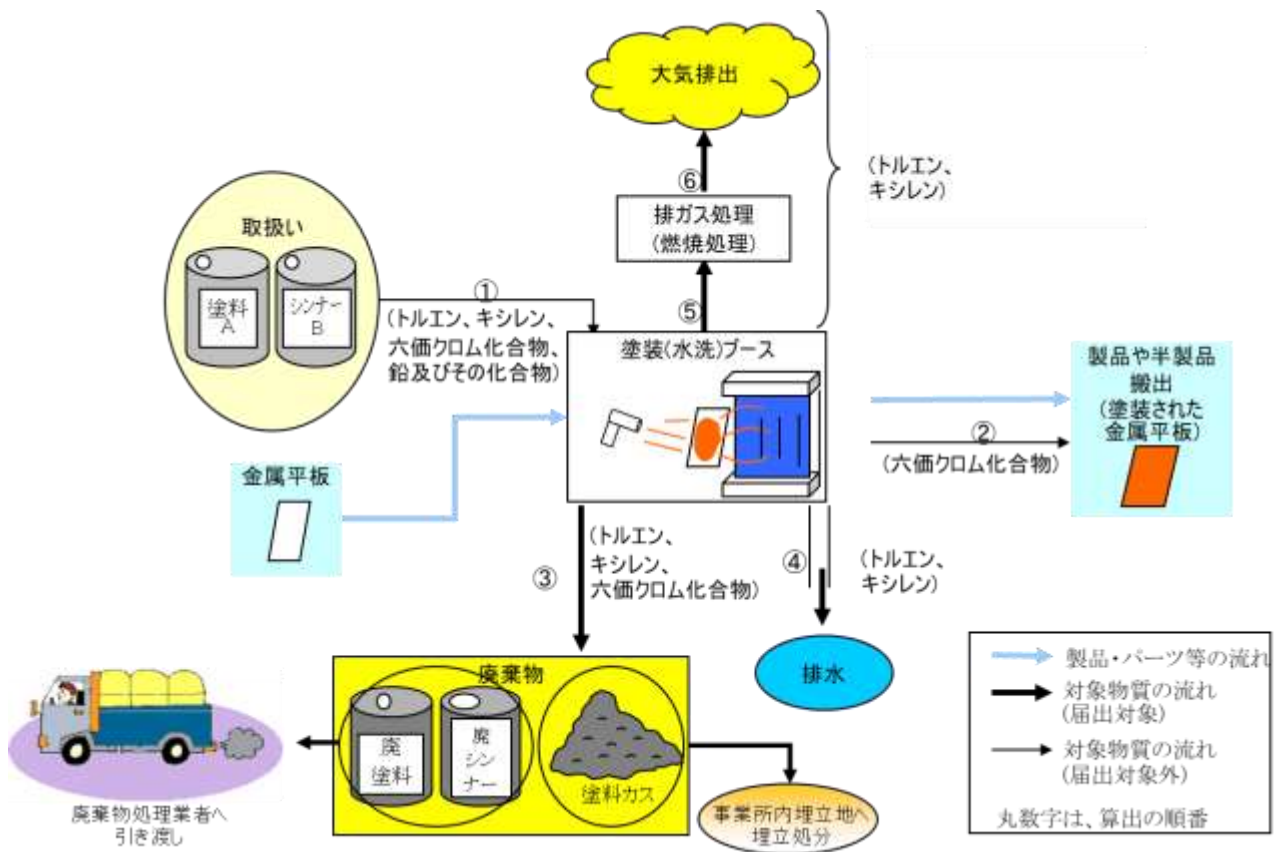 大気排出
⑥
(トルエン、
キシレン)
排ガス処理
(燃焼処理)
⑤
取扱い
塗料
A
シンナー
B
①
(トルエン、キシレン、
六価クロム化合物、
鉛及びその化合物)
塗装(水洗)ブース
製品や半製品
搬出
(塗装された
金属平板)
②
(六価クロム化合物)
金属平板
③
(トルエン、
キシレン、
六価クロム化合物)
④
(トルエン、
キシレン)
排水
廃棄物
廃
塗料
廃
シン
ナー
塗料カス
廃棄物処理業者へ
引き渡し
事業所内埋立地へ
埋立処分
製品・パーツ等の流れ
対象物質の流れ
(届出対象)
対象物質の流れ
(届出対象外)
丸数字は、算出の順番